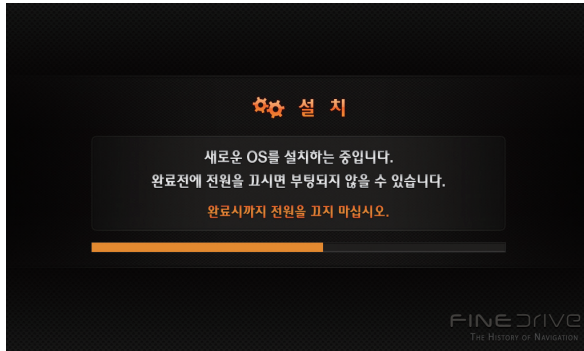 설 치
새로운 OS를 설치하는 중입니다.
완료전에 전원을 끄시면 부팅되지 않을 수 있습니다.
완료시까지 전원을 끄지 마십시오.
FINEDRIVE
THE HISTORY OF NAVIGATION